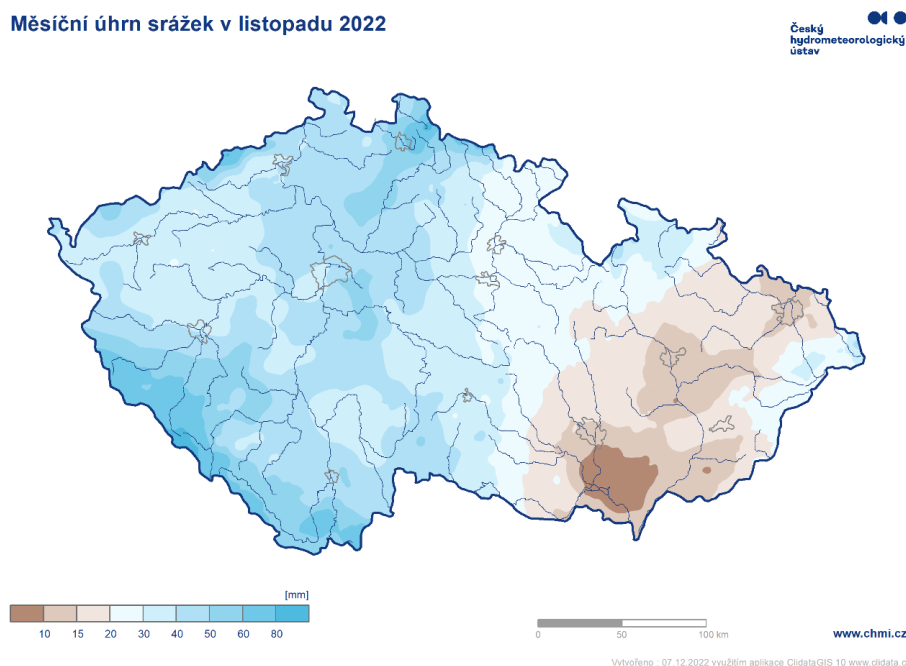 Měsíční úhrn srážek v listopadu 2022
Český
hydrometeorologický
ústav
[mm]
10 15 20 30 40 50 60 80
0 50 100 km
www.chmi.cz
Vytvořeno : 07.12.2022 využitím aplikace ClidataGIS 10 www.clidata.c